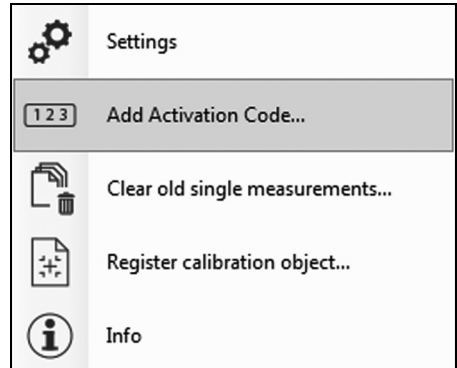 Settings
123 Add Activation Code...
Clear old single measurements...
Register calibration object...
i Info